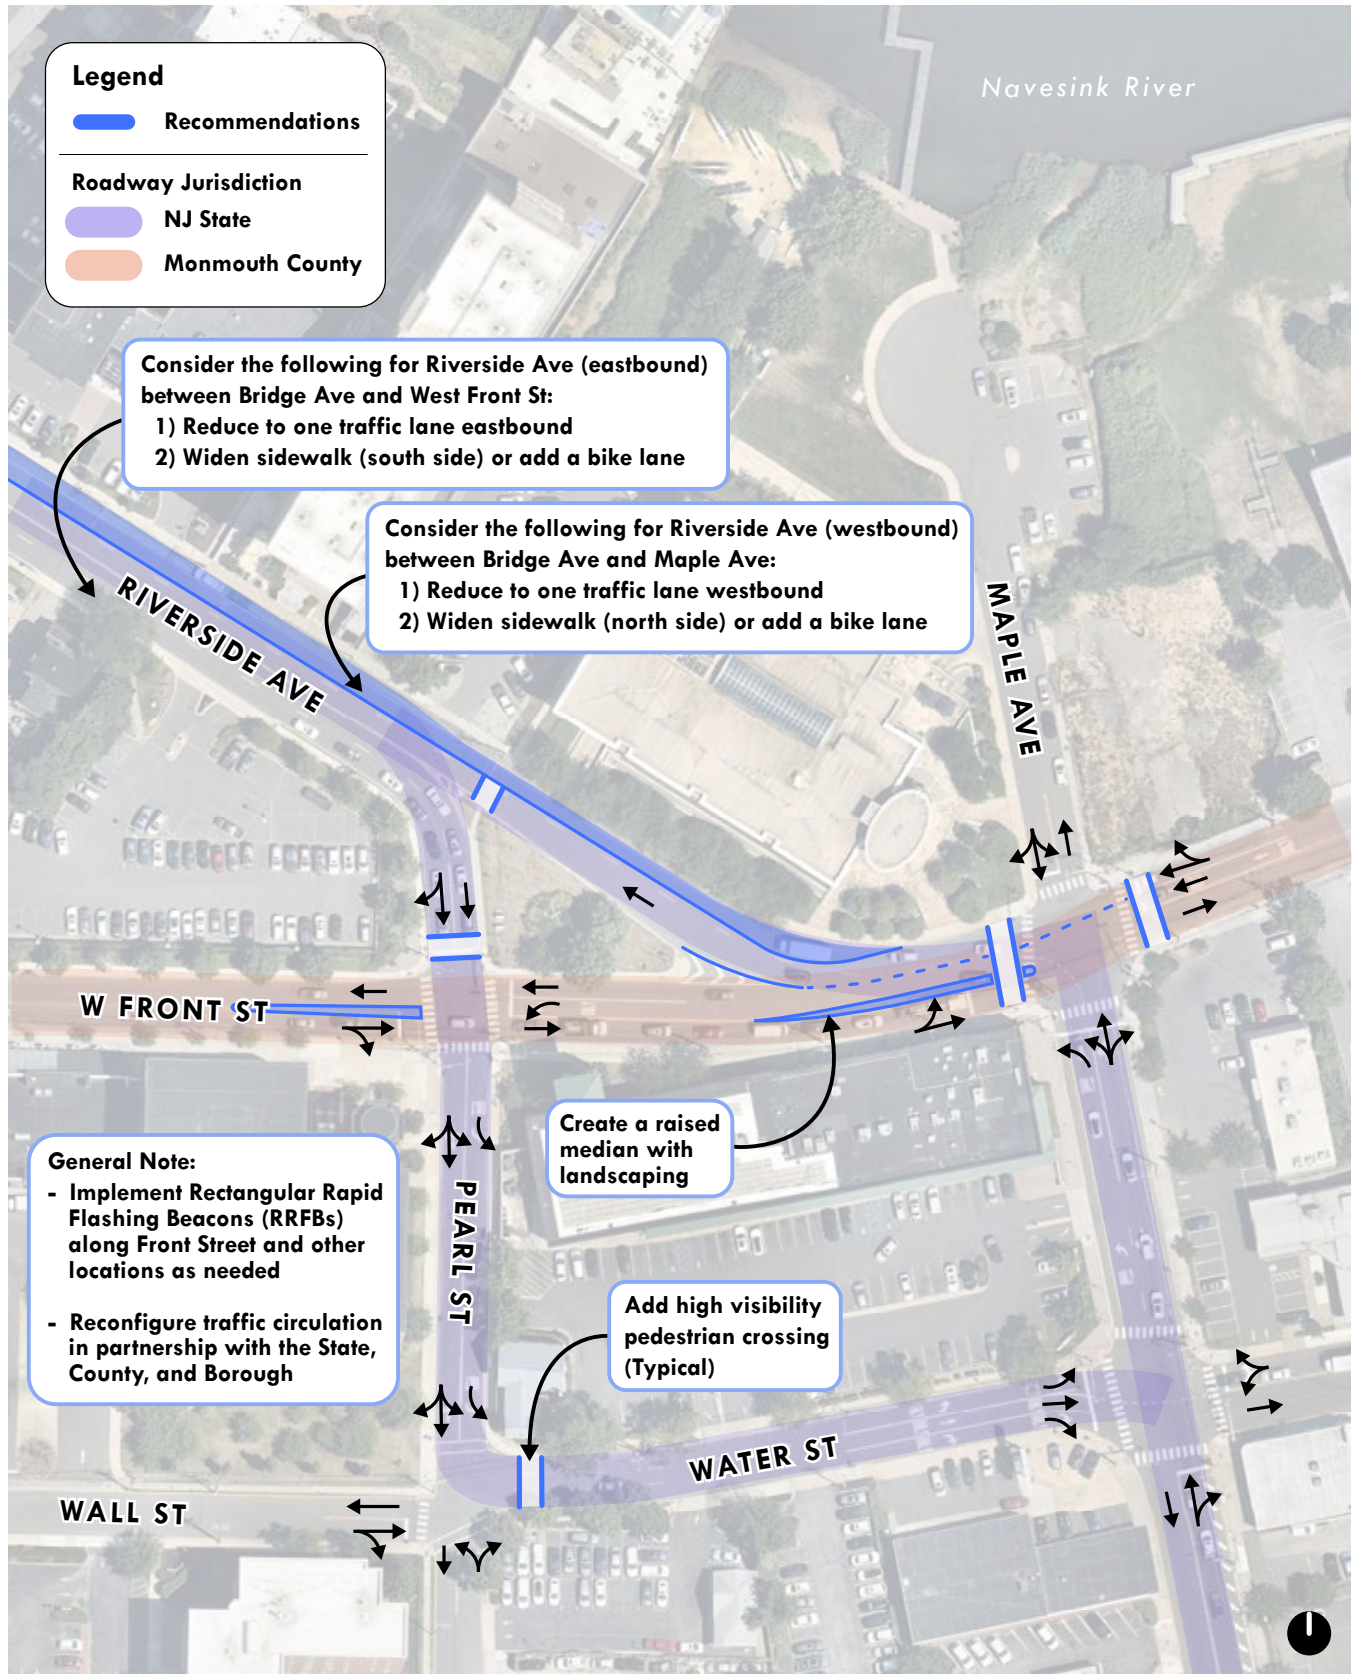 Legend
Recommendations
Roadway Jurisdiction
NJ State
Monmouth County
Navesink River
Consider the following for Riverside Ave (eastbound)
between Bridge Ave and West Front St:
1) Reduce to one traffic lane eastbound
2) Widen sidewalk (south side) or add a bike lane
Consider the following for Riverside Ave (westbound)
between Bridge Ave and Maple Ave:
1) Reduce to one traffic lane westbound
2) Widen sidewalk (north side) or add a bike lane
RIVERSIDE AVE
MAPLE AVE
W FRONT ST
Create a raised
median with
landscaping
General Note:
- Implement Rectangular Rapid
Flashing Beacons (RRFBs)
along Front Street and other
locations as needed
- Reconfigure traffic circulation
in partnership with the State,
County, and Borough
PEARL ST
Add high visibility
pedestrian crossing
(Typical)
WATER ST
WALL ST